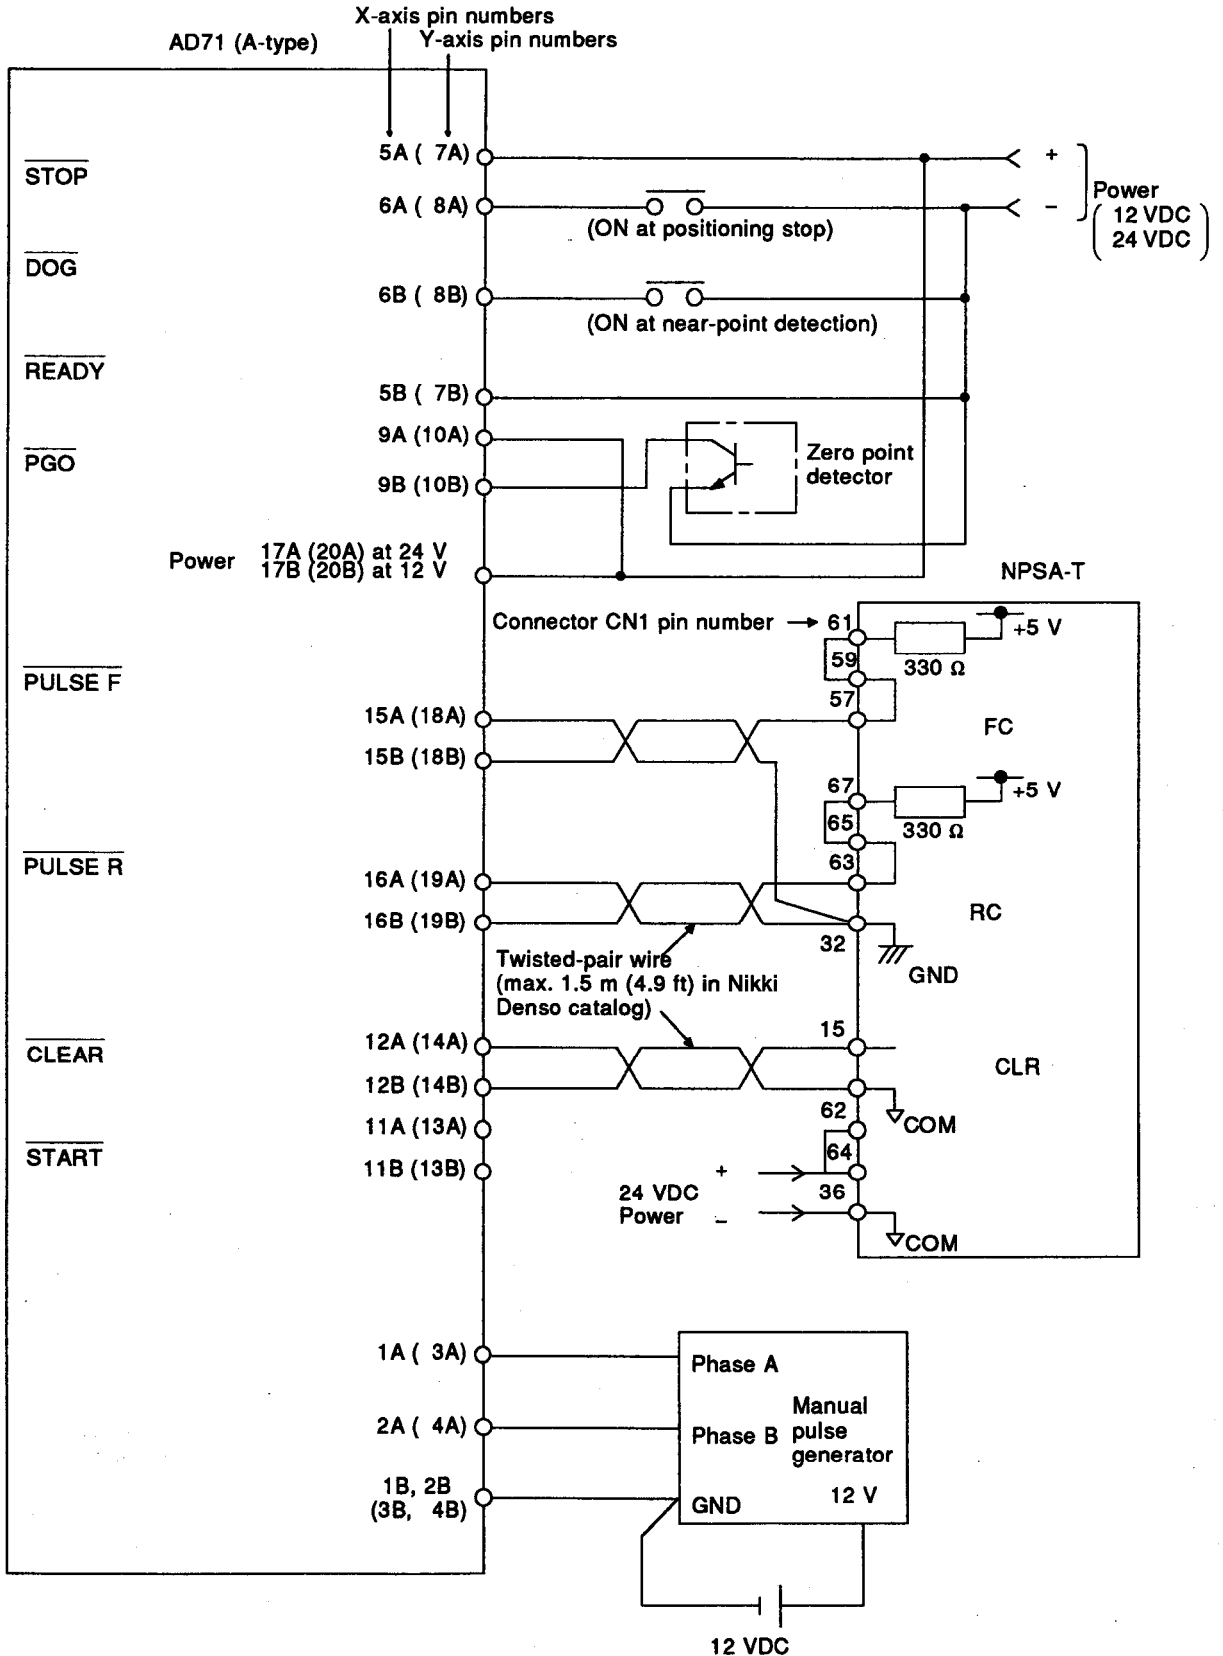 X-axis pin numbers
Y-axis pin numbers
AD71 (A-type)
STOP
5A ( 7A)
+
6A ( 8A)
−
Power
12 VDC
24 VDC
(ON at positioning stop)
DOG
6B ( 8B)
(ON at near-point detection)
READY
5B ( 7B)
9A (10A)
PGO
9B (10B)
Zero point
detector
Power
17A (20A) at 24 V
17B (20B) at 12 V
NPSA-T
Connector CN1 pin number
61
+5 V
59
330 Ω
PULSE F
57
15A (18A)
FC
15B (18B)
67
+5 V
65
330 Ω
PULSE R
63
16A (19A)
RC
16B (19B)
32
GND
Twisted-pair wire
(max. 1.5 m (4.9 ft) in Nikki
Denso catalog)
CLEAR
12A (14A)
15
CLR
12B (14B)
62
COM
11A (13A)
START
64
11B (13B)
+
24 VDC
Power
−
36
COM
1A ( 3A)
Phase A
2A ( 4A)
Phase B
Manual
pulse
generator
1B, 2B
(3B, 4B)
GND
12 V
12 VDC